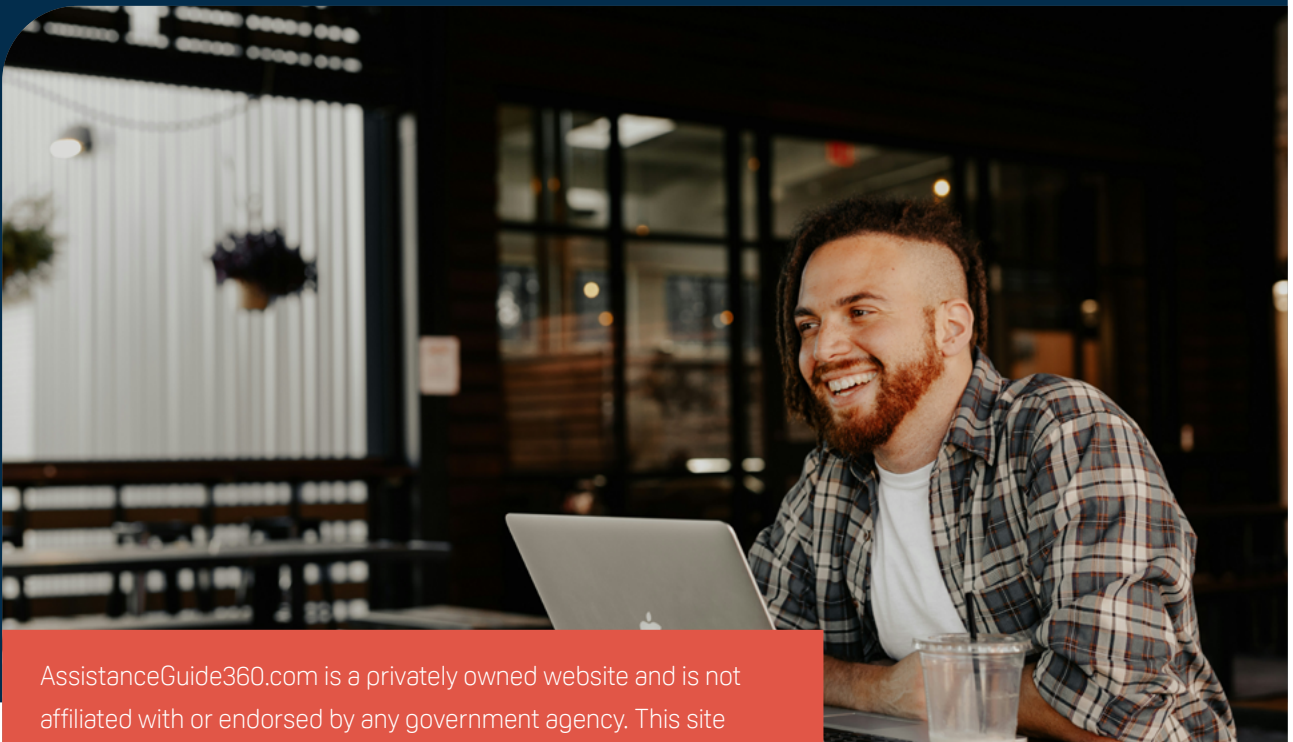 AssistanceGuide360.com is a privately owned website and is not
affiliated with or endorsed by any government agency. This site